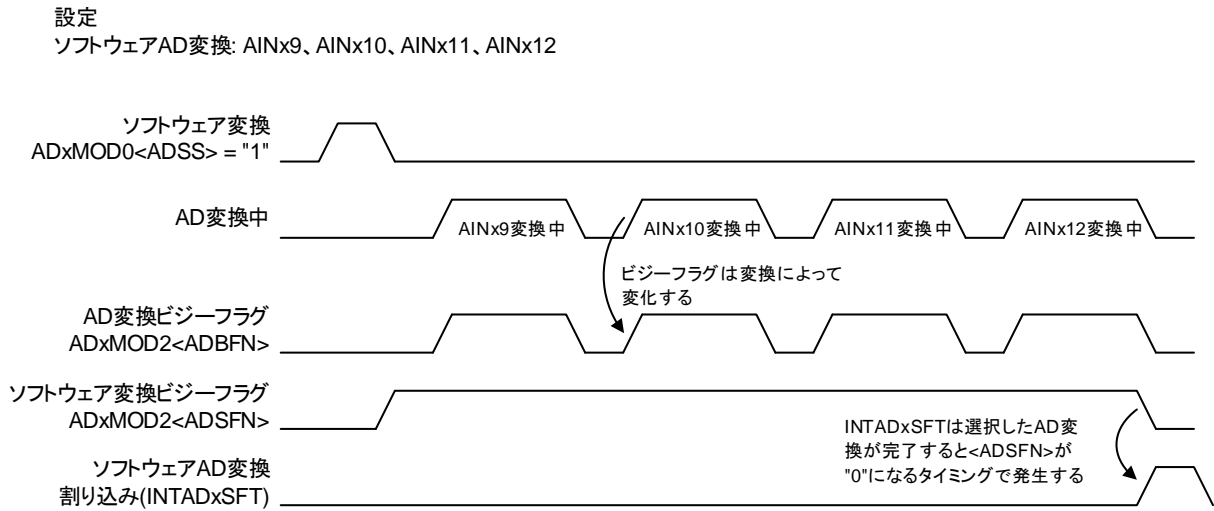 設定
ソフトウェアAD変換: AINx9、AINx10、AINx11、AINx12
ソフトウェア変換
ADxMOD0<ADSS> = "1"
AD変換中
AINx9変換中
AINx10変換中
AINx11変換中
AINx12変換中
ビジーフラグは変換によって
変化する
AD変換ビジーフラグ
ADxMOD2<ADBFN>
ソフトウェア変換ビジーフラグ
ADxMOD2<ADSFN>
INTADxSFTは選択したAD変
換が完了すると<ADSFN>が
"0"になるタイミングで発生する
ソフトウェアAD変換
割り込み(INTADxSFT)